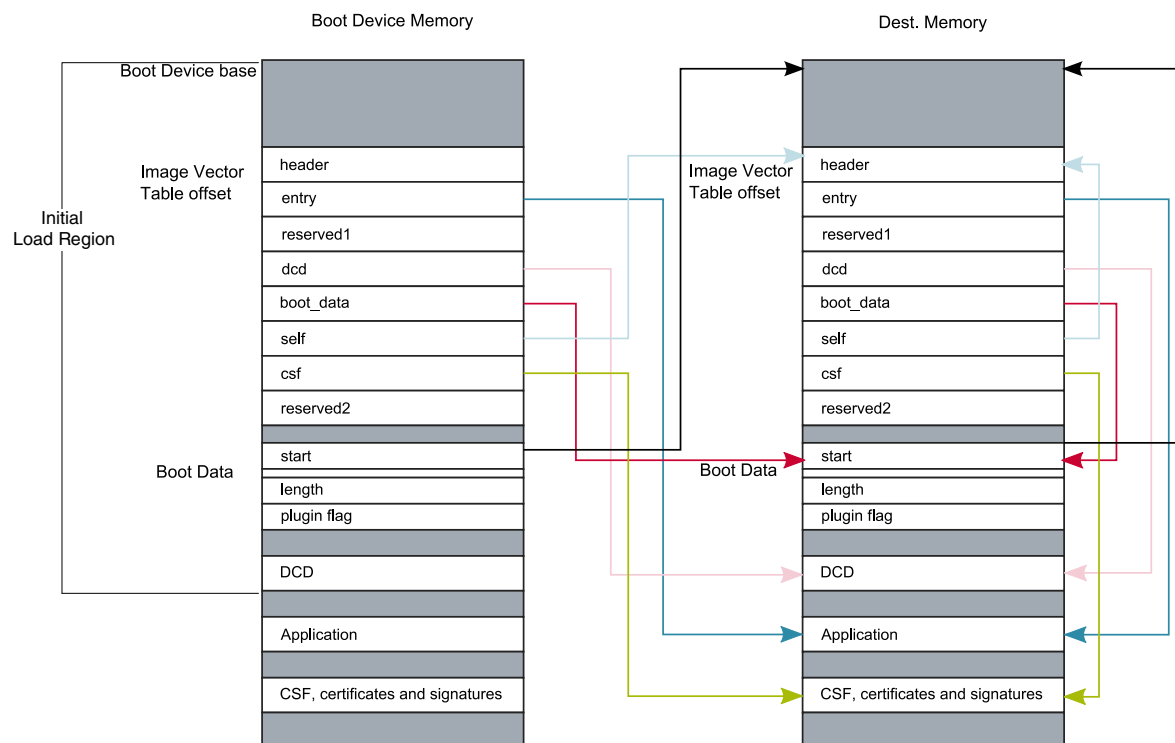 Boot Device Memory
Dest. Memory
Boot Device base
Initial
Load Region
Image Vector
Table offset
header
entry
reserved1
dcd
boot_data
self
csf
reserved2
Boot Data
start
length
plugin flag
DCD
Application
CSF, certificates and signatures
Image Vector
Table offset
header
entry
reserved1
dcd
boot_data
self
csf
reserved2
Boot Data
start
length
plugin flag
DCD
Application
CSF, certificates and signatures